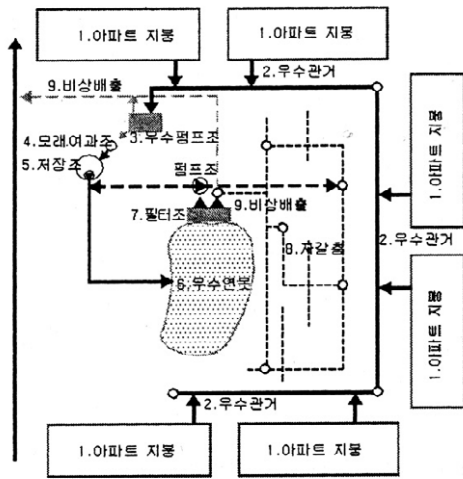 1.아파트 지붕
1.아파트 지붕
2.우수관거
9.비상배출
3.우수펌프조
4.모래여과조
5.저장조
펌프조
9.비상배출
7.필터조
8.자갈층
6.우수연못
1.아파트 지붕
2.우수관거
1.아파트 지붕
2.우수관거
1.아파트 지붕
1.아파트 지붕